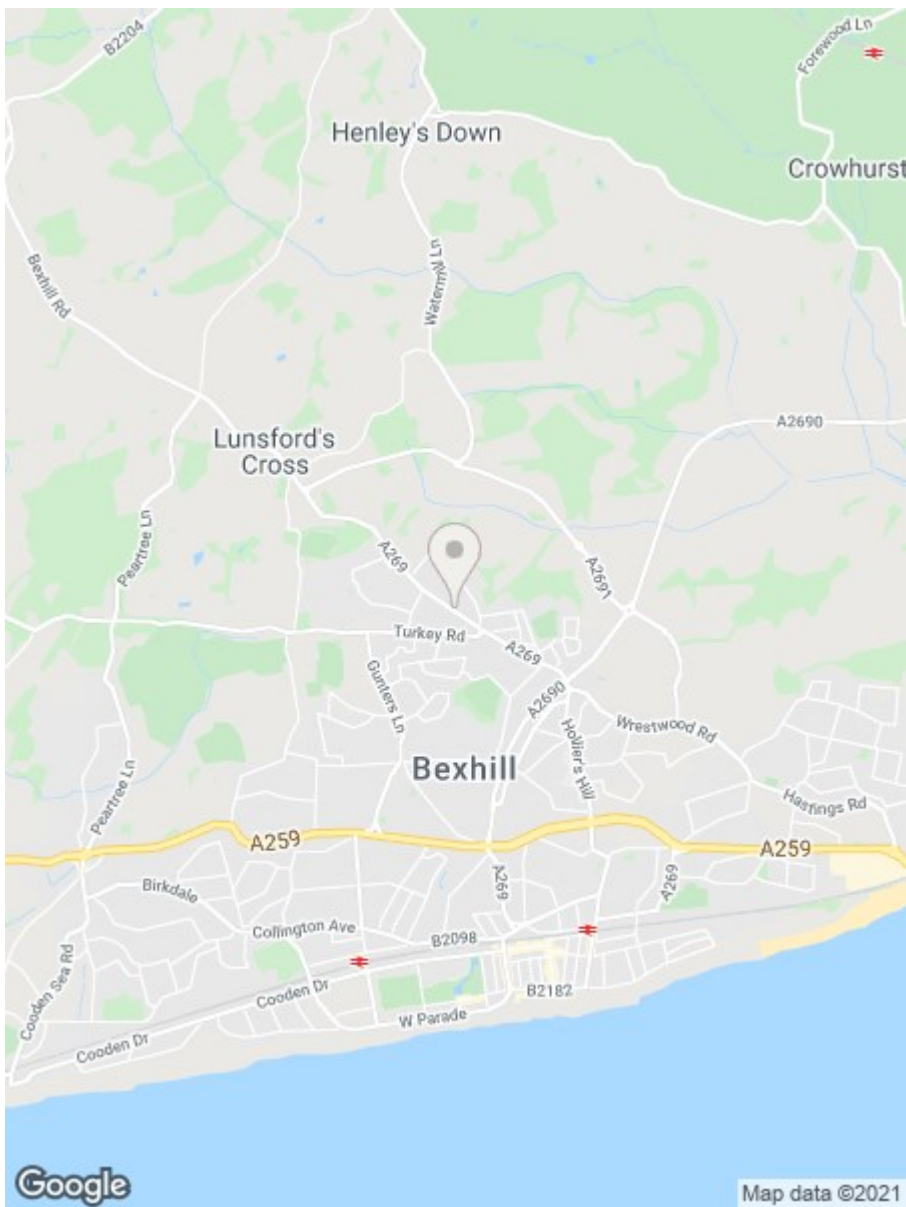 B2204
Forewood Ln
Henley's Down
Crowhurst
Bexhill Rd
Watermill Ln
A2690
Lunsford's
Cross
Peartree Ln
A269
A2691
Turkey Rd
A269
Gunters Ln
A2690
Hollier's Hill
Wrestwood Rd
Bexhill
Peartree Ln
Hastings Rd
A259
A259
Birkdale
A269
A269
Collington Ave
B2098
Cooden Sea Rd
Cooden Dr
B2182
W Parade
Cooden Dr
Google
Map data ©2021